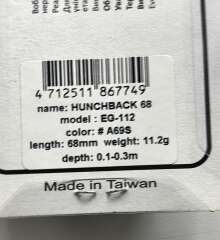 4 712511 867749
name: HUNCHBACK 68
model : EG-112
color: # A69S
length: 68mm weight: 11.2g
depth: 0.1-0.3m
Made in Taiwan